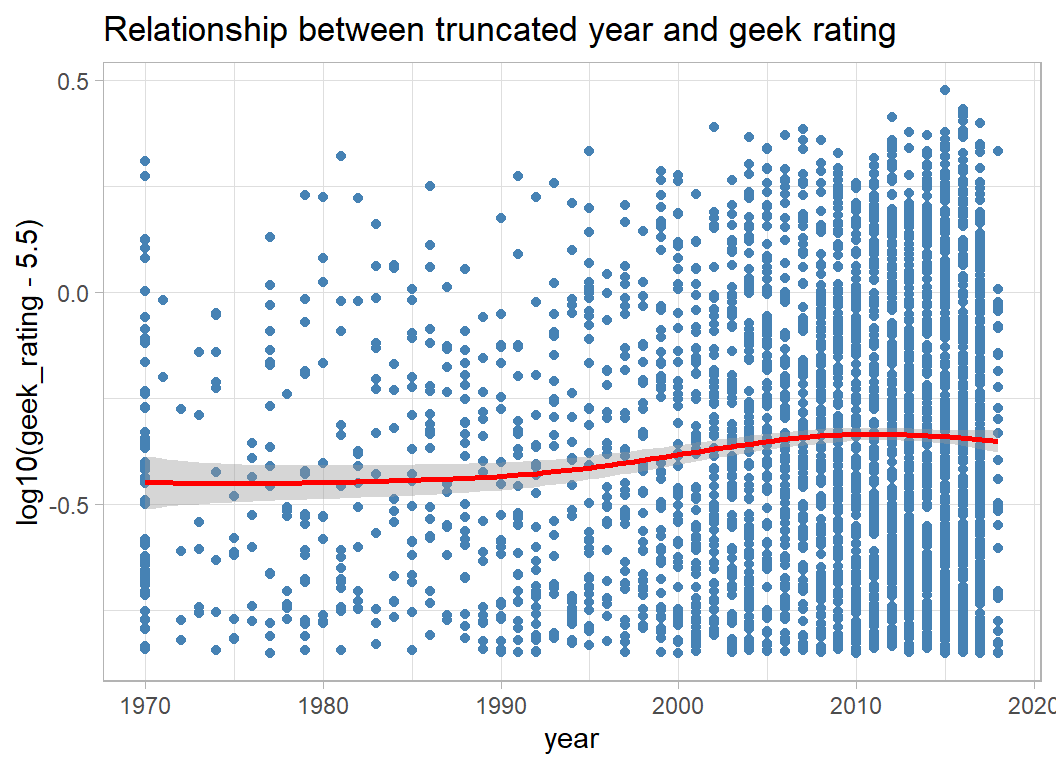 Relationship between truncated year and geek rating
log10(geek_rating - 5.5)
0.5
0.0
-0.5
1970 1980 1990 2000 2010 2020
year